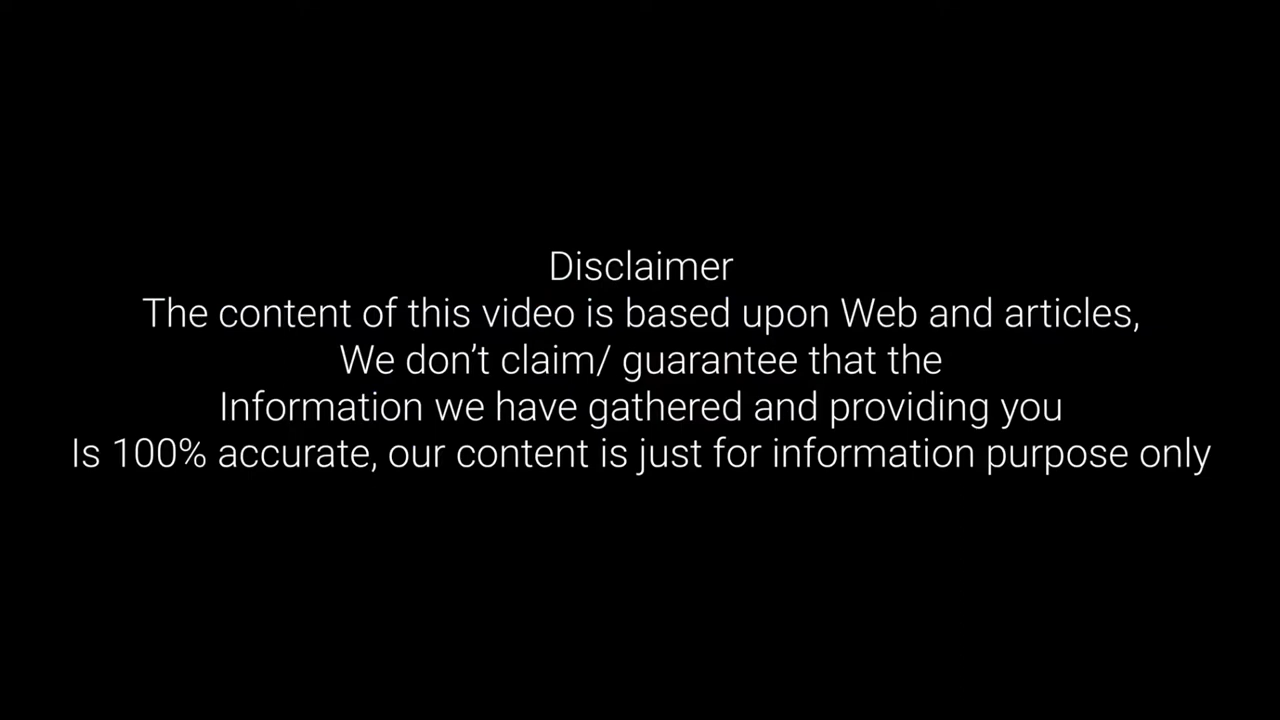 Disclaimer
The content of this video is based upon Web and articles,
We don’t claim/ guarantee that the
Information we have gathered and providing you
Is 100% accurate, our content is just for information purpose only